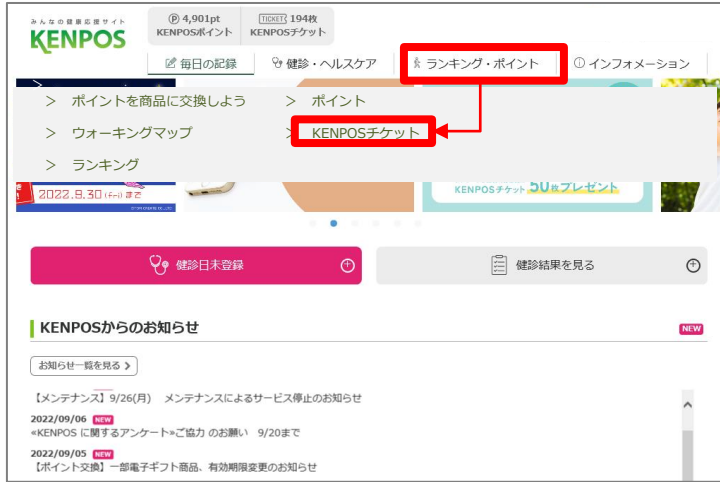 みんなの健康応援サイト
KENPOS
Ⓟ 4,901pt
KENPOSポイント
TICKET 194枚
KENPOSチケット
毎日の記録
健診・ヘルスケア
ランキング・ポイント
インフォメーション
> ポイントを商品に交換しよう
> ポイント
> ウォーキングマップ
> KENPOSチケット
> ランキング
2022.9.30(Fri)まで
KENPOSチケット 50枚プレゼント
健診日未登録
健診結果を見る
KENPOSからのお知らせ
NEW
お知らせ一覧を見る >
【メンテナンス】9/26(月) メンテナンスによるサービス停止のお知らせ
2022/09/06 NEW
«KENPOS に関するアンケート»ご協力 のお願い 9/20まで
2022/09/05 NEW
【ポイント交換】一部電子ギフト商品、有効期限変更のお知らせ